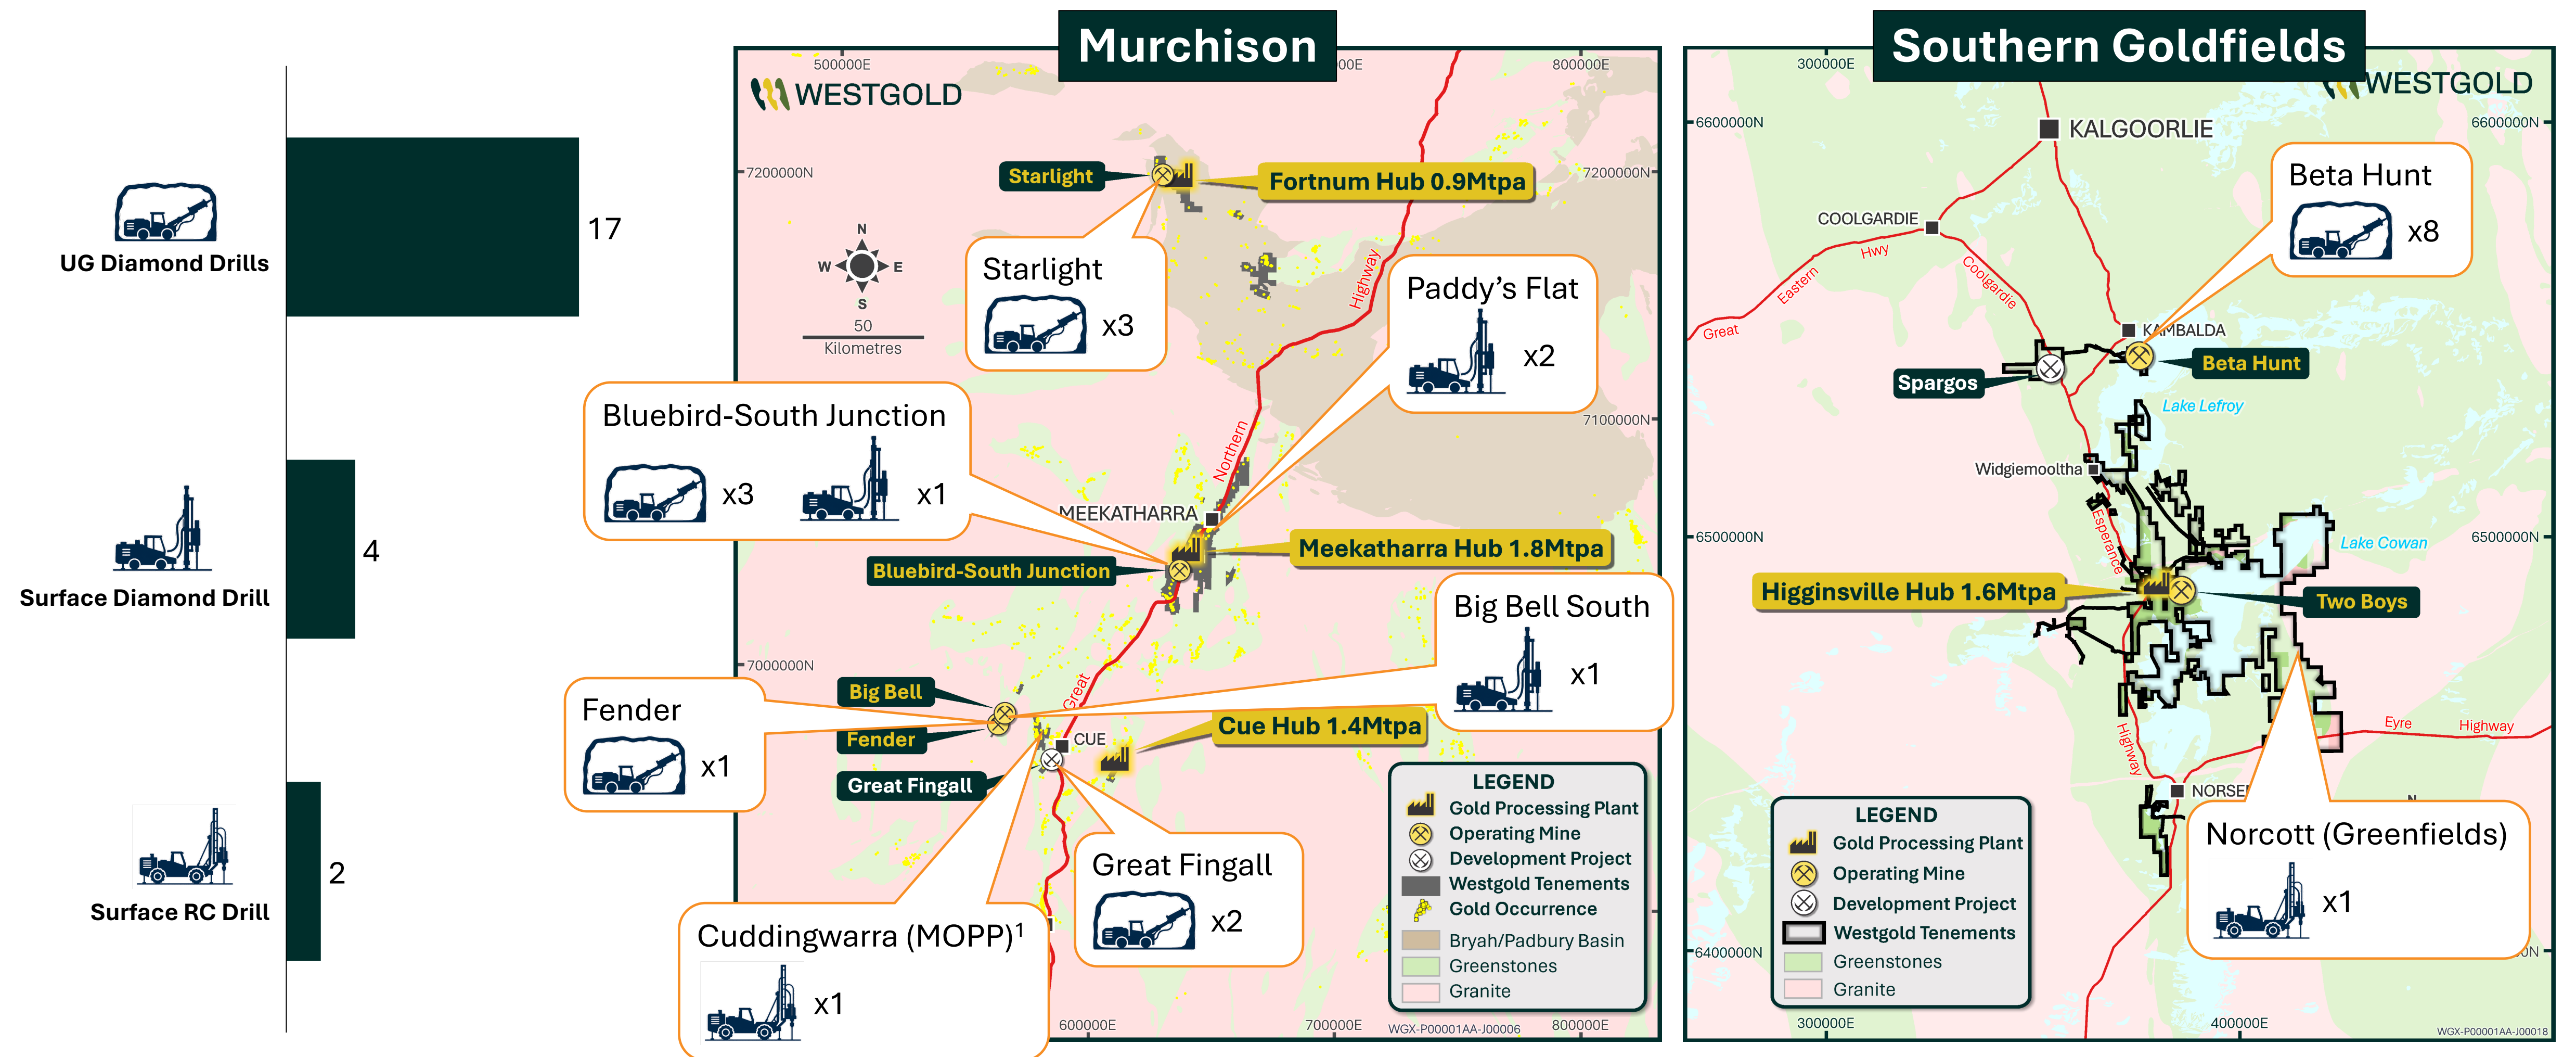 UG Diamond Drills
17
Surface Diamond Drill
4
Surface RC Drill
2
Murchison
WESTGOLD
500000E
800000E
7200000N
7200000N
Starlight
Fortnum Hub 0.9Mtpa
N
W
E
S
50
Kilometres
Starlight
x3
Highway
Paddy's Flat
x2
7100000N
Bluebird-South Junction
x3
x1
Northern
MEEKATHARRA
Meekatharra Hub 1.8Mtpa
Bluebird-South Junction
Big Bell South
x1
7000000N
Great
Big Bell
Fender
x1
Fender
Cue Hub 1.4Mtpa
CUE
Great Fingall
Great Fingall
x2
Cuddingwarra (MOPP)¹
x1
LEGEND
Gold Processing Plant
Operating Mine
Development Project
Westgold Tenements
Gold Occurrence
Bryah/Padbury Basin
Greenstones
Granite
600000E
700000E
WGX-P00001AA-J00006
800000E
Southern Goldfields
300000E
WESTGOLD
6600000N
6600000N
KALGOORLIE
Beta Hunt
x8
COOLGARDIE
Hwy
Eastern
Great
Coolgardie
KAMBALDA
Beta Hunt
Spargos
Lake Lefroy
Widgiemooltha
6500000N
6500000N
Esperance
Lake Cowan
Higginsville Hub 1.6Mtpa
Two Boys
Eyre
Highway
Highway
Norcott (Greenfields)
x1
LEGEND
Gold Processing Plant
Operating Mine
Development Project
Westgold Tenements
Greenstones
Granite
6400000N
300000E
400000E
WGX-P00001AA-J00018